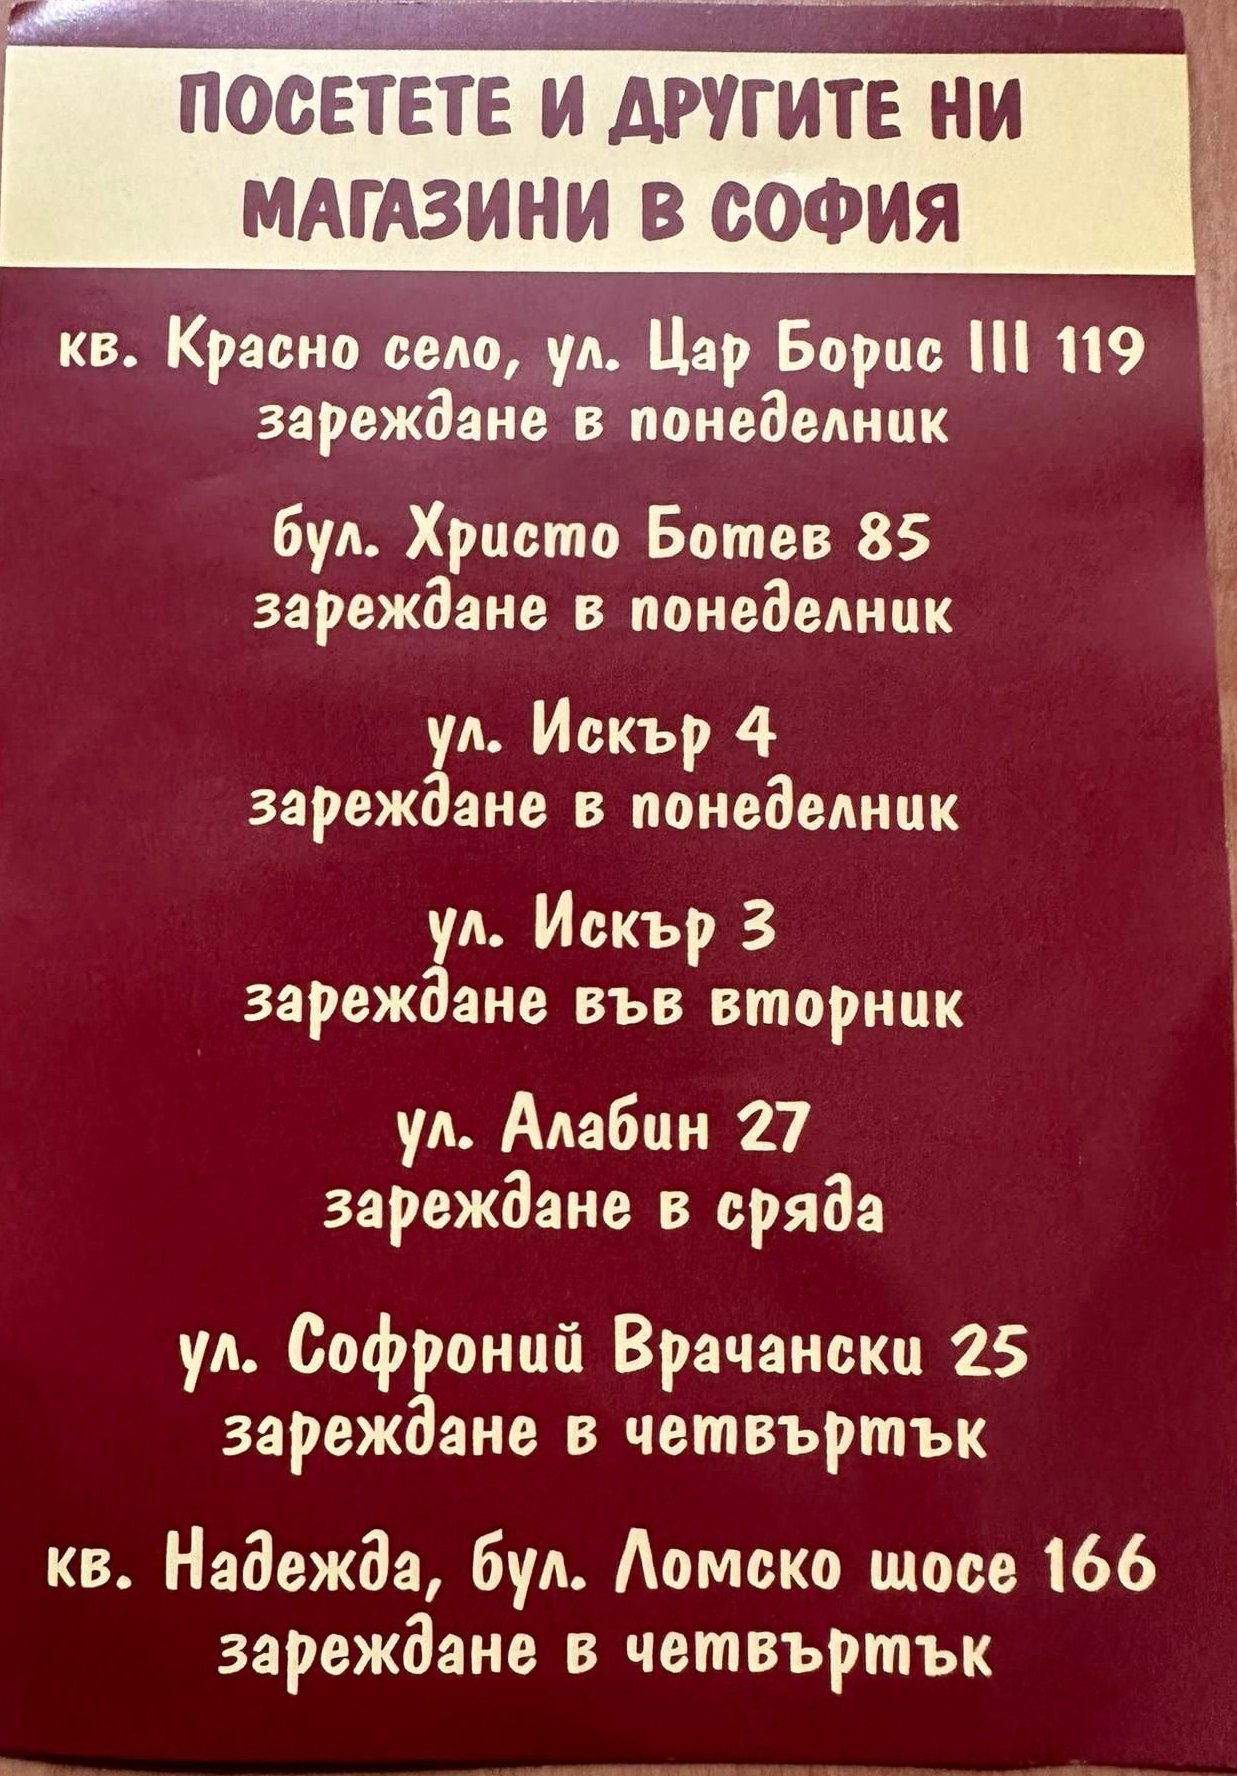 ПОСЕТЕТЕ И ДРУГИТЕ НИ
МАГАЗИНИ В СОФИЯ
кв. Красно село, ул. Цар Борис III 119
зареждане в понеделник
бул. Христо Ботев 85
зареждане в понеделник
ул. Искър 4
зареждане в понеделник
ул. Искър 3
зареждане във вторник
ул. Алабин 27
зареждане в сряда
ул. Софроний Врачански 25
зареждане в четвъртък
кв. Надежда, бул. Ломско шосе 166
зареждане в четвъртък